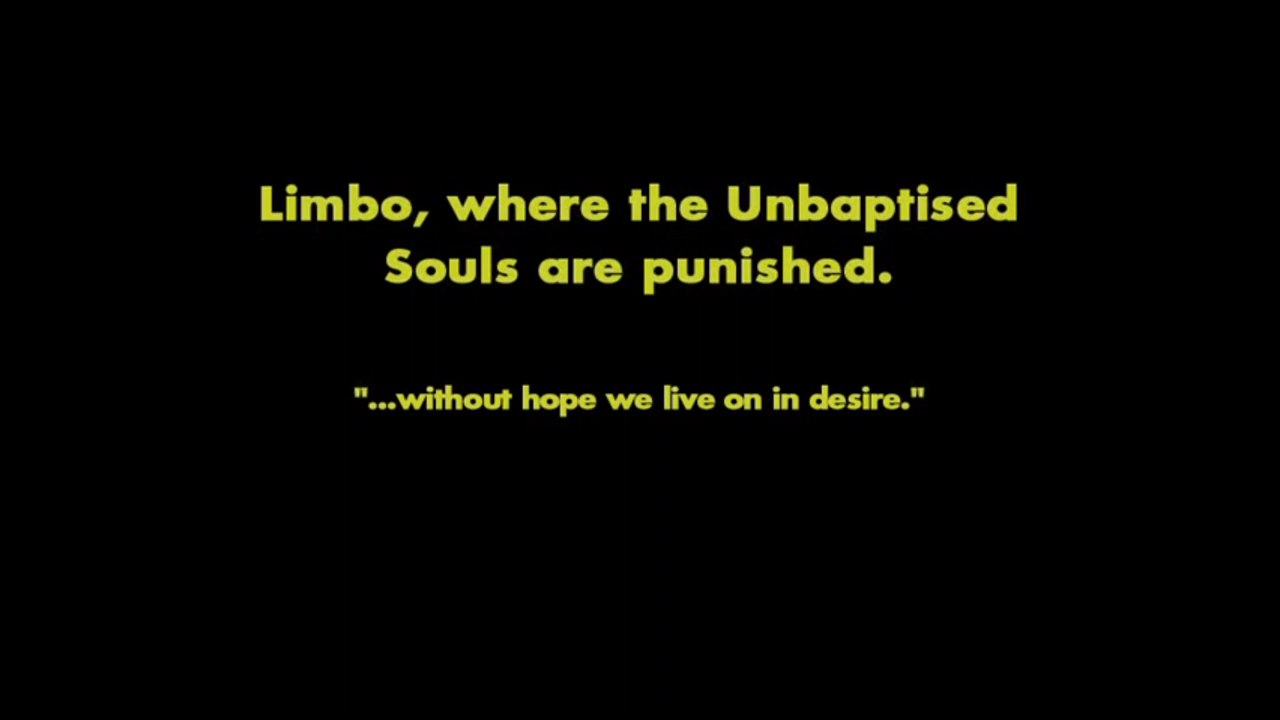 Limbo, where the Unbaptised
Souls are punished.
"...without hope we live on in desire."